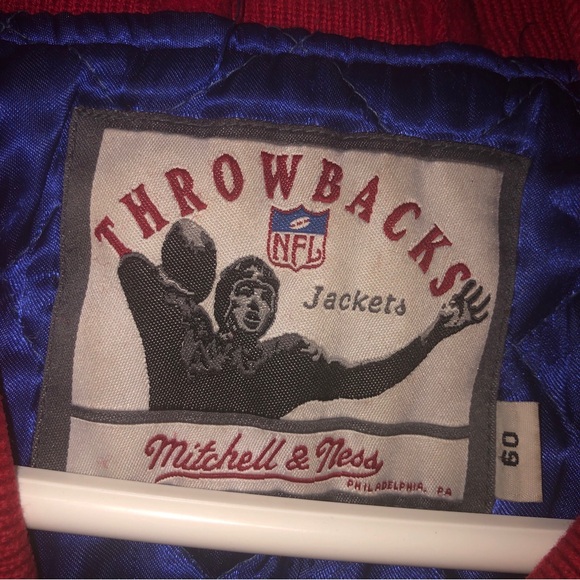 THROWBACKS
NFL
Jackets
Mitchell & Ness
PHILADELPHIA, PA
60